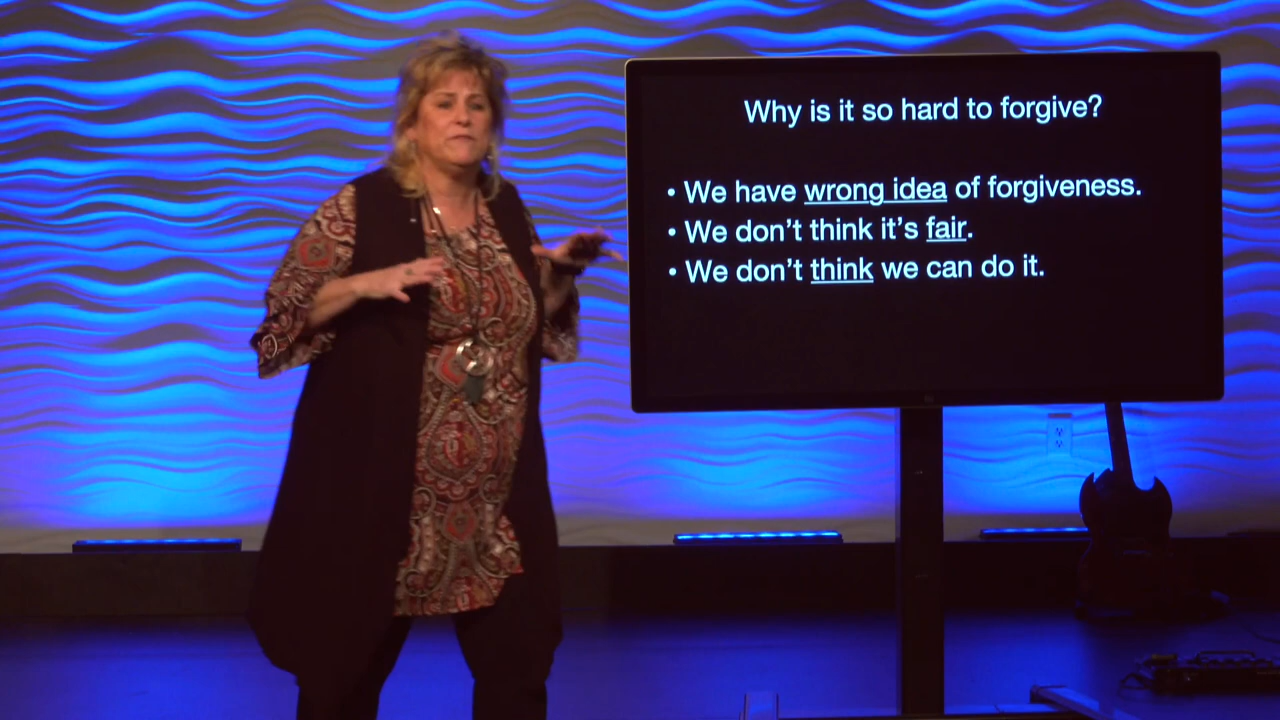 Why is it so hard to forgive?
• We have wrong idea of forgiveness.
• We don’t think it’s fair.
• We don’t think we can do it.